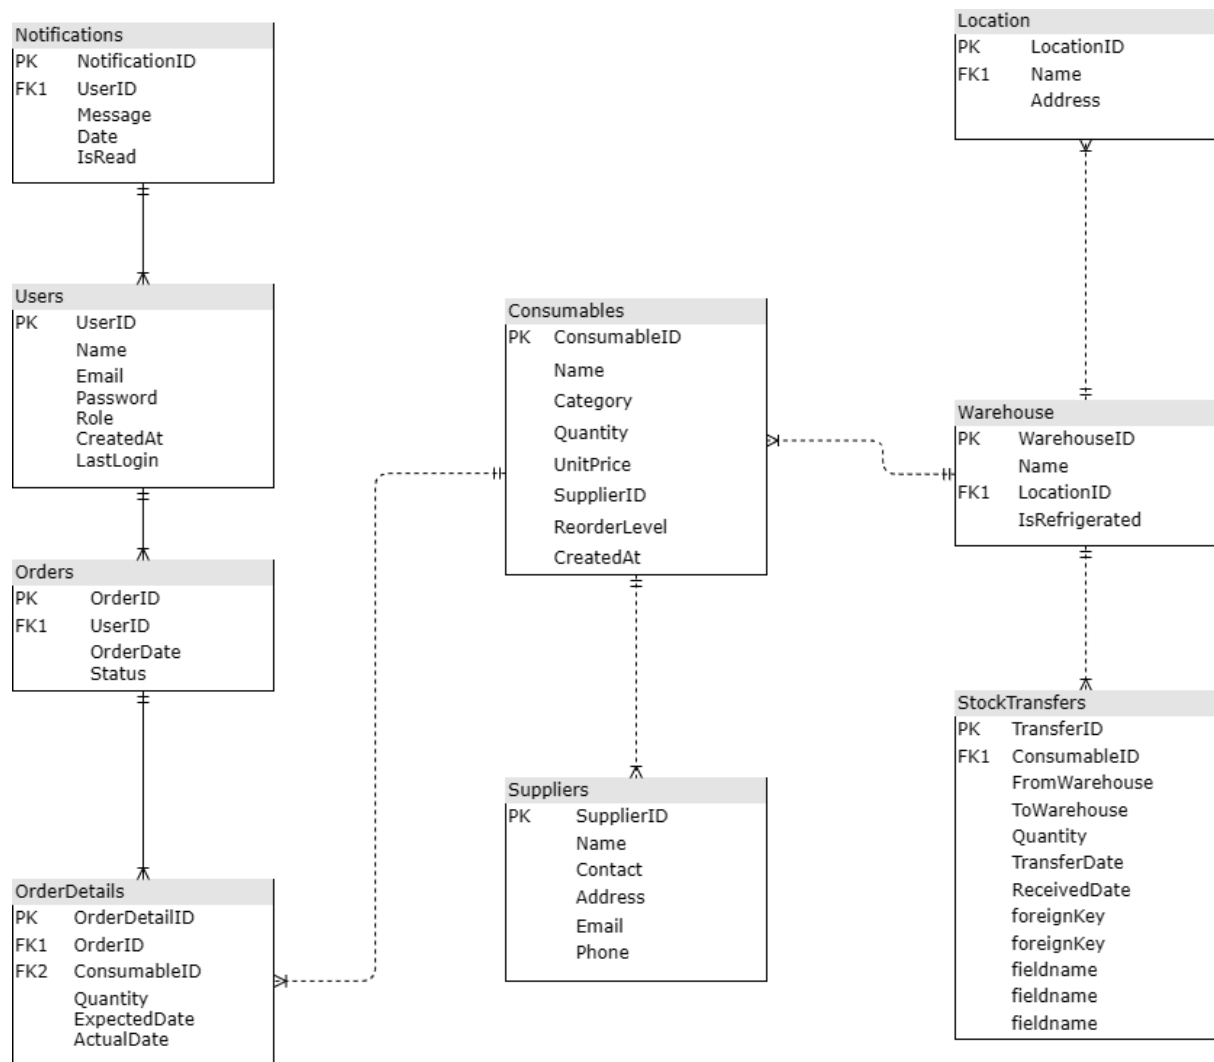 Notifications
PK NotificationID
FK1 UserID
Message
Date
IsRead
Users
PK UserID
Name
Email
Password
Role
CreatedAt
LastLogin
Orders
PK OrderID
FK1 UserID
OrderDate
Status
OrderDetails
PK OrderDetailID
FK1 OrderID
FK2 ConsumableID
Quantity
ExpectedDate
ActualDate
Consumables
PK ConsumableID
Name
Category
Quantity
UnitPrice
SupplierID
ReorderLevel
CreatedAt
Suppliers
PK SupplierID
Name
Contact
Address
Email
Phone
Location
PK LocationID
FK1 Name
Address
Warehouse
PK WarehouseID
Name
FK1 LocationID
IsRefrigerated
StockTransfers
PK TransferID
FK1 ConsumableID
FromWarehouse
ToWarehouse
Quantity
TransferDate
ReceivedDate
foreignKey
foreignKey
fieldname
fieldname
fieldname